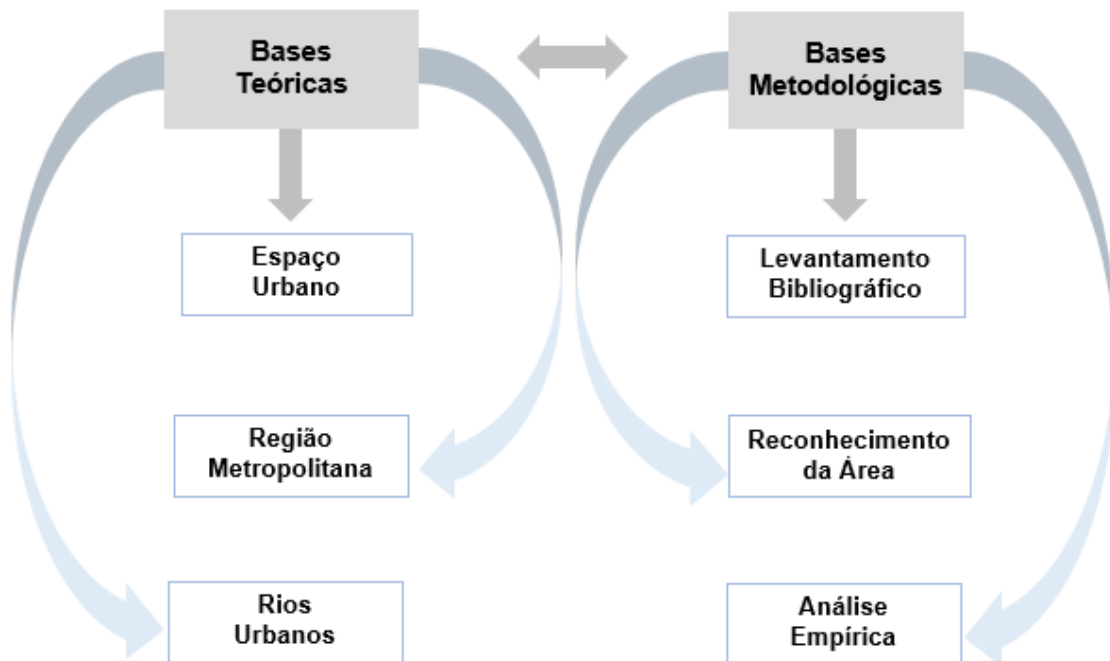 Bases
Teóricas
Bases
Metodológicas
Espaço
Urbano
Levantamento
Bibliográfico
Região
Metropolitana
Reconhecimento
da Área
Rios
Urbanos
Análise
Empírica